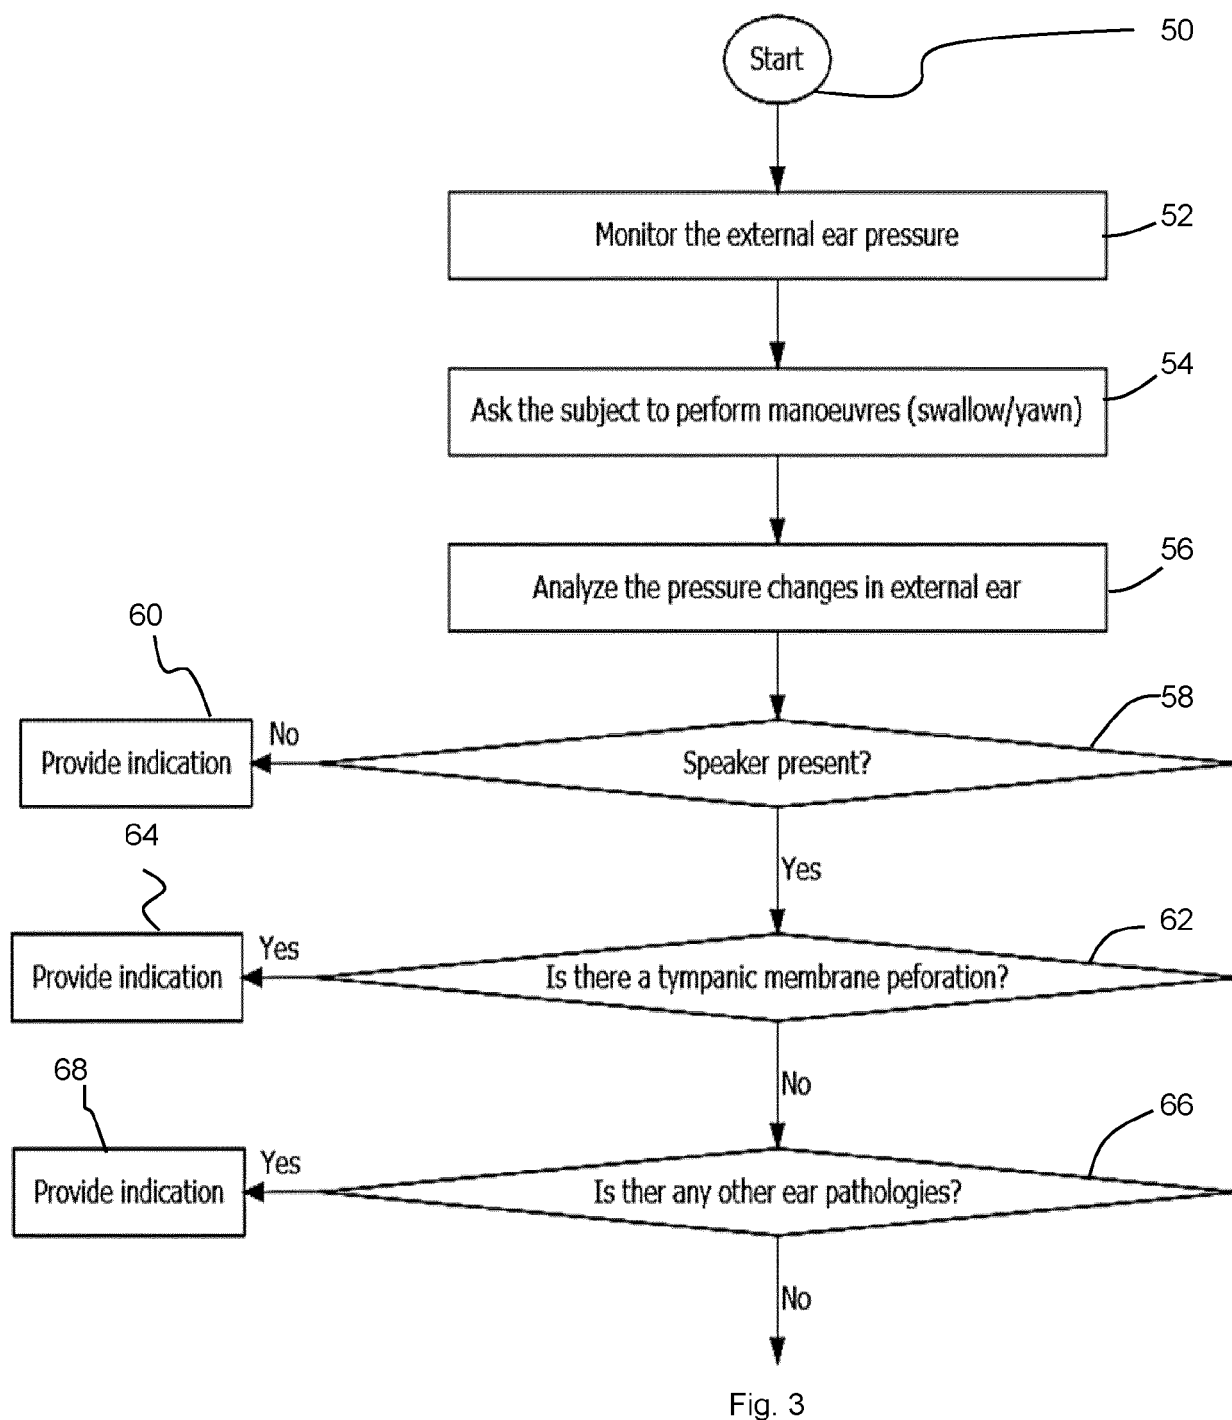 50
Start
52
Monitor the external ear pressure
54
Ask the subject to perform manoeuvres (swallow/yawn)
56
Analyze the pressure changes in external ear
60
58
No
Provide indication
Speaker present?
64
Yes
62
Yes
Provide indication
Is there a tympanic membrane peforation?
68
No
66
Yes
Provide indication
Is ther any other ear pathologies?
No
Fig. 3